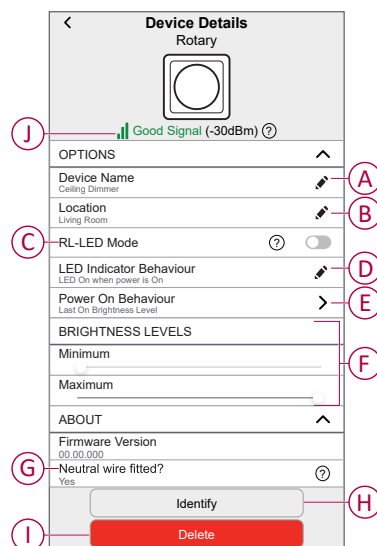 Device Details
Rotary
J
Good Signal (-30dBm) ?
OPTIONS
Device Name
Ceiling Dimmer
A
Location
Living Room
B
C
RL-LED Mode
?
LED Indicator Behaviour
LED On when power is On
D
Power On Behaviour
Last On Brightness Level
E
BRIGHTNESS LEVELS
Minimum
F
Maximum
ABOUT
Firmware Version
00.00.000
G
Neutral wire fitted?
Yes
?
Identify
H
I
Delete